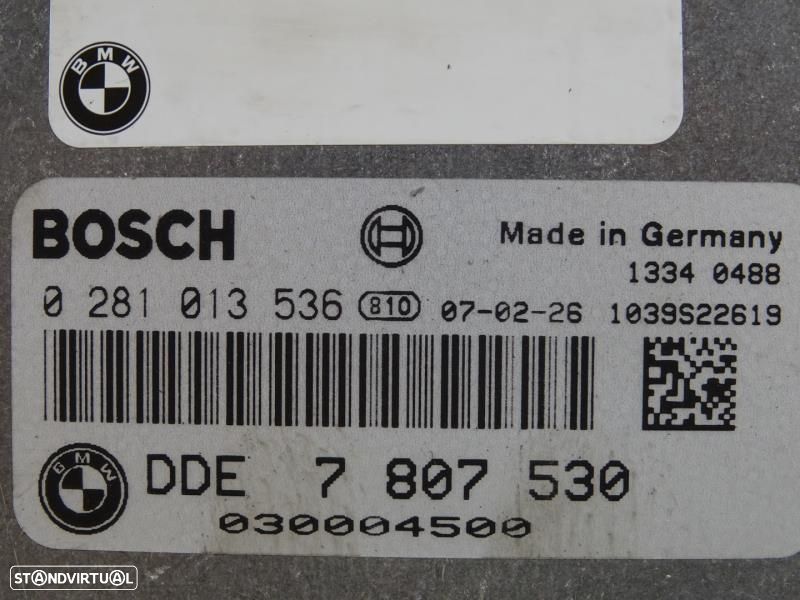 BMW
BOSCH
Made in Germany
1334 0488
0 281 013 536 810 07-02-26 1039S22619
BMW
DDE 7 807 530
030004500
STANDVIRTUAL